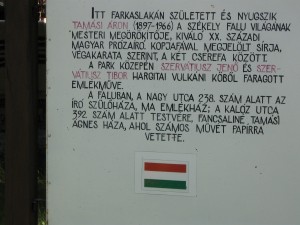 ITT FARKASLAKÁN SZÜLETETT ÉS NYUGSZIK
TAMÁSI ÁRON (1897-1966) A SZÉKELY FALU VILÁGÁNAK
MESTERI MEGÖRÖKÍTŐJE, KIVÁLÓ XX. SZÁZADI
MAGYAR PRÓZAÍRÓ. KOPJAFÁVAL MEGJELÖLT SÍRJA,
VÉGAKARATA SZERINT, A KÉT CSEREFA KÖZÖTT.
A PARK KÖZEPÉN SZERVÁTIUSZ JENŐ ÉS SZER-
VÁTIUSZ TIBOR HARGITAI VULKÁNI KŐBŐL FARAGOTT
EMLÉKMŰVE.
A FALUBAN, A NAGY UTCA 238. SZÁM ALATT AZ
ÍRÓ SZÜLŐHÁZA, MA EMLÉKHÁZ; A KALOZ UTCA
392. SZÁM ALATT TESTVÉRE, FANCSALINÉ TAMÁSI
ÁGNES HÁZA, AHOL SZÁMOS MŰVÉT PAPÍRRA
VETETTE.